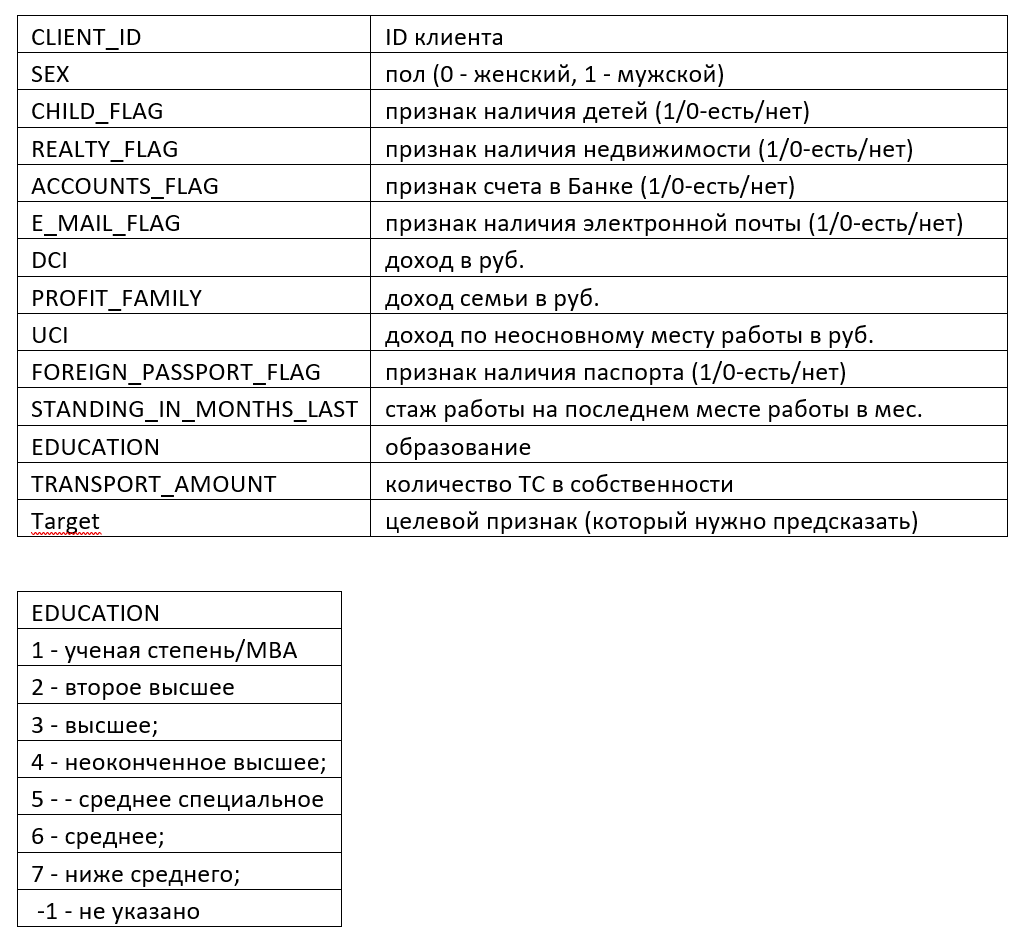 CLIENT_ID ID клиента
SEX пол (0 - женский, 1 - мужской)
CHILD_FLAG признак наличия детей (1/0-есть/нет)
REALTY_FLAG признак наличия недвижимости (1/0-есть/нет)
ACCOUNTS_FLAG признак счета в Банке (1/0-есть/нет)
E_MAIL_FLAG признак наличия электронной почты (1/0-есть/нет)
DCI доход в руб.
PROFIT_FAMILY доход семьи в руб.
UCI доход по неосновному месту работы в руб.
FOREIGN_PASSPORT_FLAG признак наличия паспорта (1/0-есть/нет)
STANDING_IN_MONTHS_LAST стаж работы на последнем месте работы в мес.
EDUCATION образование
TRANSPORT_AMOUNT количество ТС в собственности
Target целевой признак (который нужно предсказать)
EDUCATION
1 - ученая степень/МВА
2 - второе высшее
3 - высшее;
4 - неоконченное высшее;
5 - - среднее специальное
6 - среднее;
7 - ниже среднего;
-1 - не указано